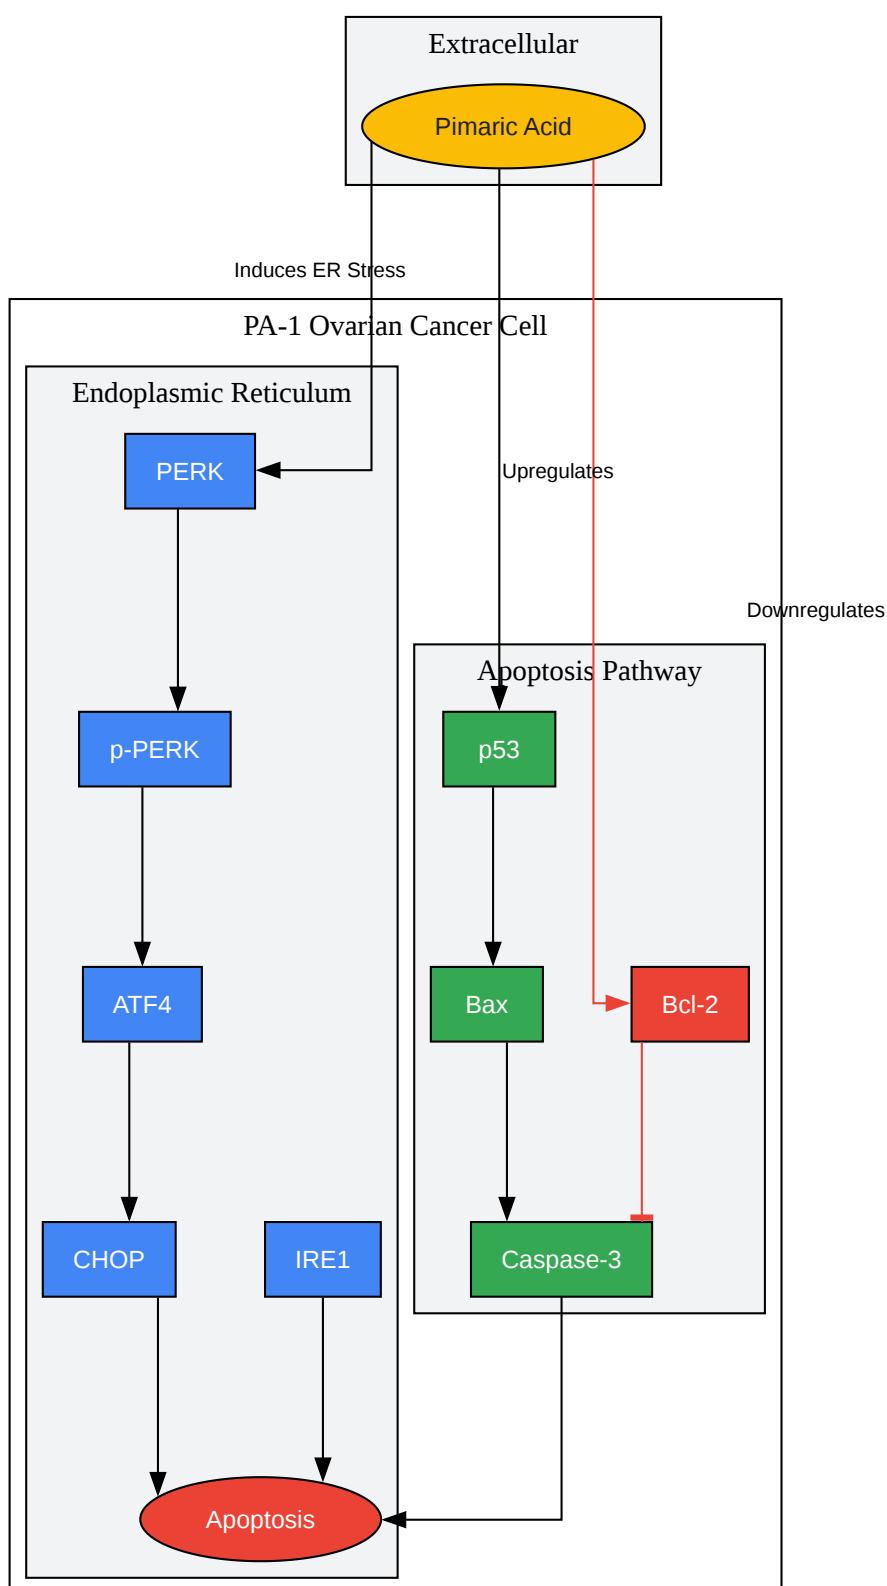 Extracellular
Pimaric Acid
Induces ER Stress
PA-1 Ovarian Cancer Cell
Endoplasmic Reticulum
PERK
Upregulates
Downregulates
Apoptosis Pathway
p-PERK
p53
ATF4
Bax
Bcl-2
CHOP
IRE1
Caspase-3
Apoptosis